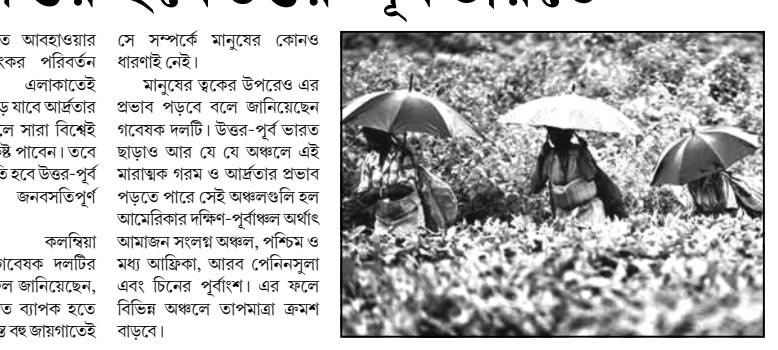 ত আবহাওয়ার
পরিবর্তন
এলাকাতেই
যাবে আর্দ্রতার
সারা বিশ্বেই
পাবেন। তবে
হবে উত্তর-পূর্ব
জনবসতিপূর্ণ
কলম্বিয়া
গবেষক দলটির
জানিয়েছেন,
ত ব্যাপক হতে
বহু জায়গাতেই
সে সম্পর্কে মানুষের কোনও
ধারণাই নেই।
মানুষের ত্বকের উপরেও এর
প্রভাব পড়বে বলে জানিয়েছেন
গবেষক দলটি। উত্তর-পূর্ব ভারত
ছাড়াও আর যে যে অঞ্চলে এই
মারাত্মক গরম ও আর্দ্রতার প্রভাব
পড়তে পারে সেই অঞ্চলগুলি হল
আমেরিকার দক্ষিণ-পূর্বাঞ্চল অর্থাৎ
আমাজন সংলগ্ন অঞ্চল, পশ্চিম ও
মধ্য আফ্রিকা, আরব পেনিনসুলা
এবং চিনের পূর্বাংশ। এর ফলে
বিভিন্ন অঞ্চলে তাপমাত্রা ক্রমশ
বাড়বে।